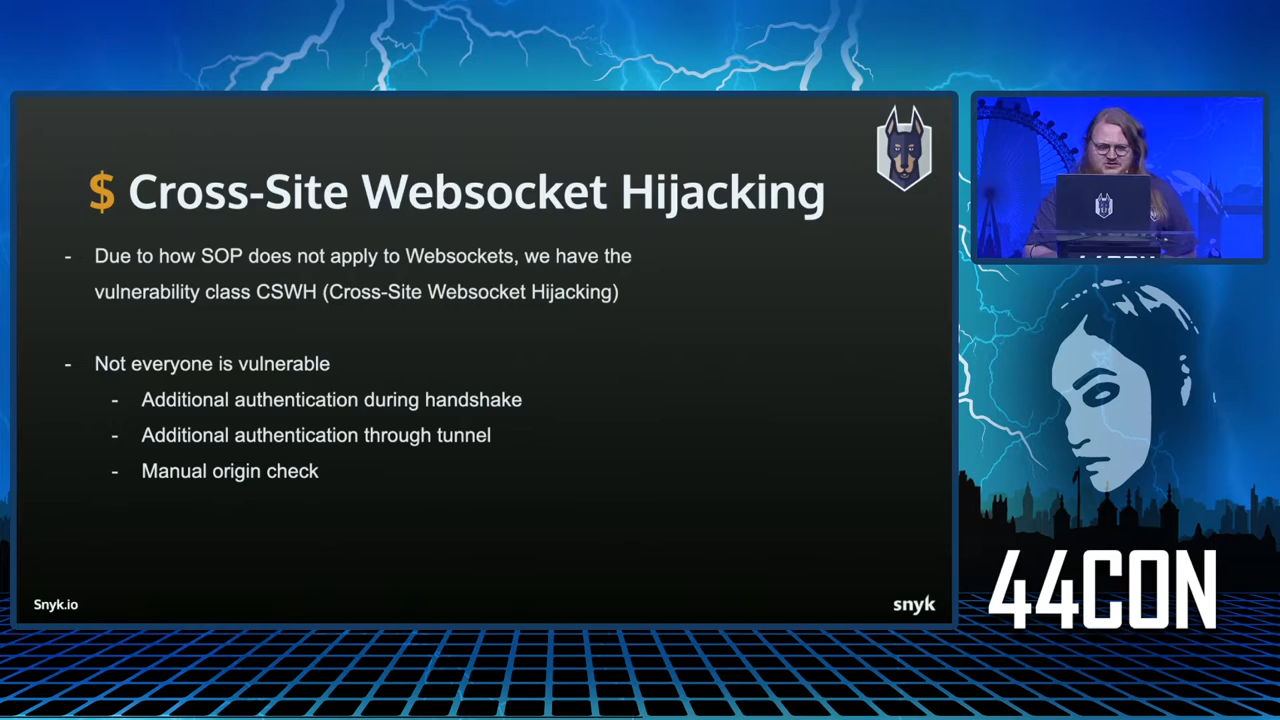 $ Cross-Site Websocket Hijacking
- Due to how SOP does not apply to Websockets, we have the
vulnerability class CSWH (Cross-Site Websocket Hijacking)
- Not everyone is vulnerable
- Additional authentication during handshake
- Additional authentication through tunnel
- Manual origin check
Snyk.io
snyk
44CON